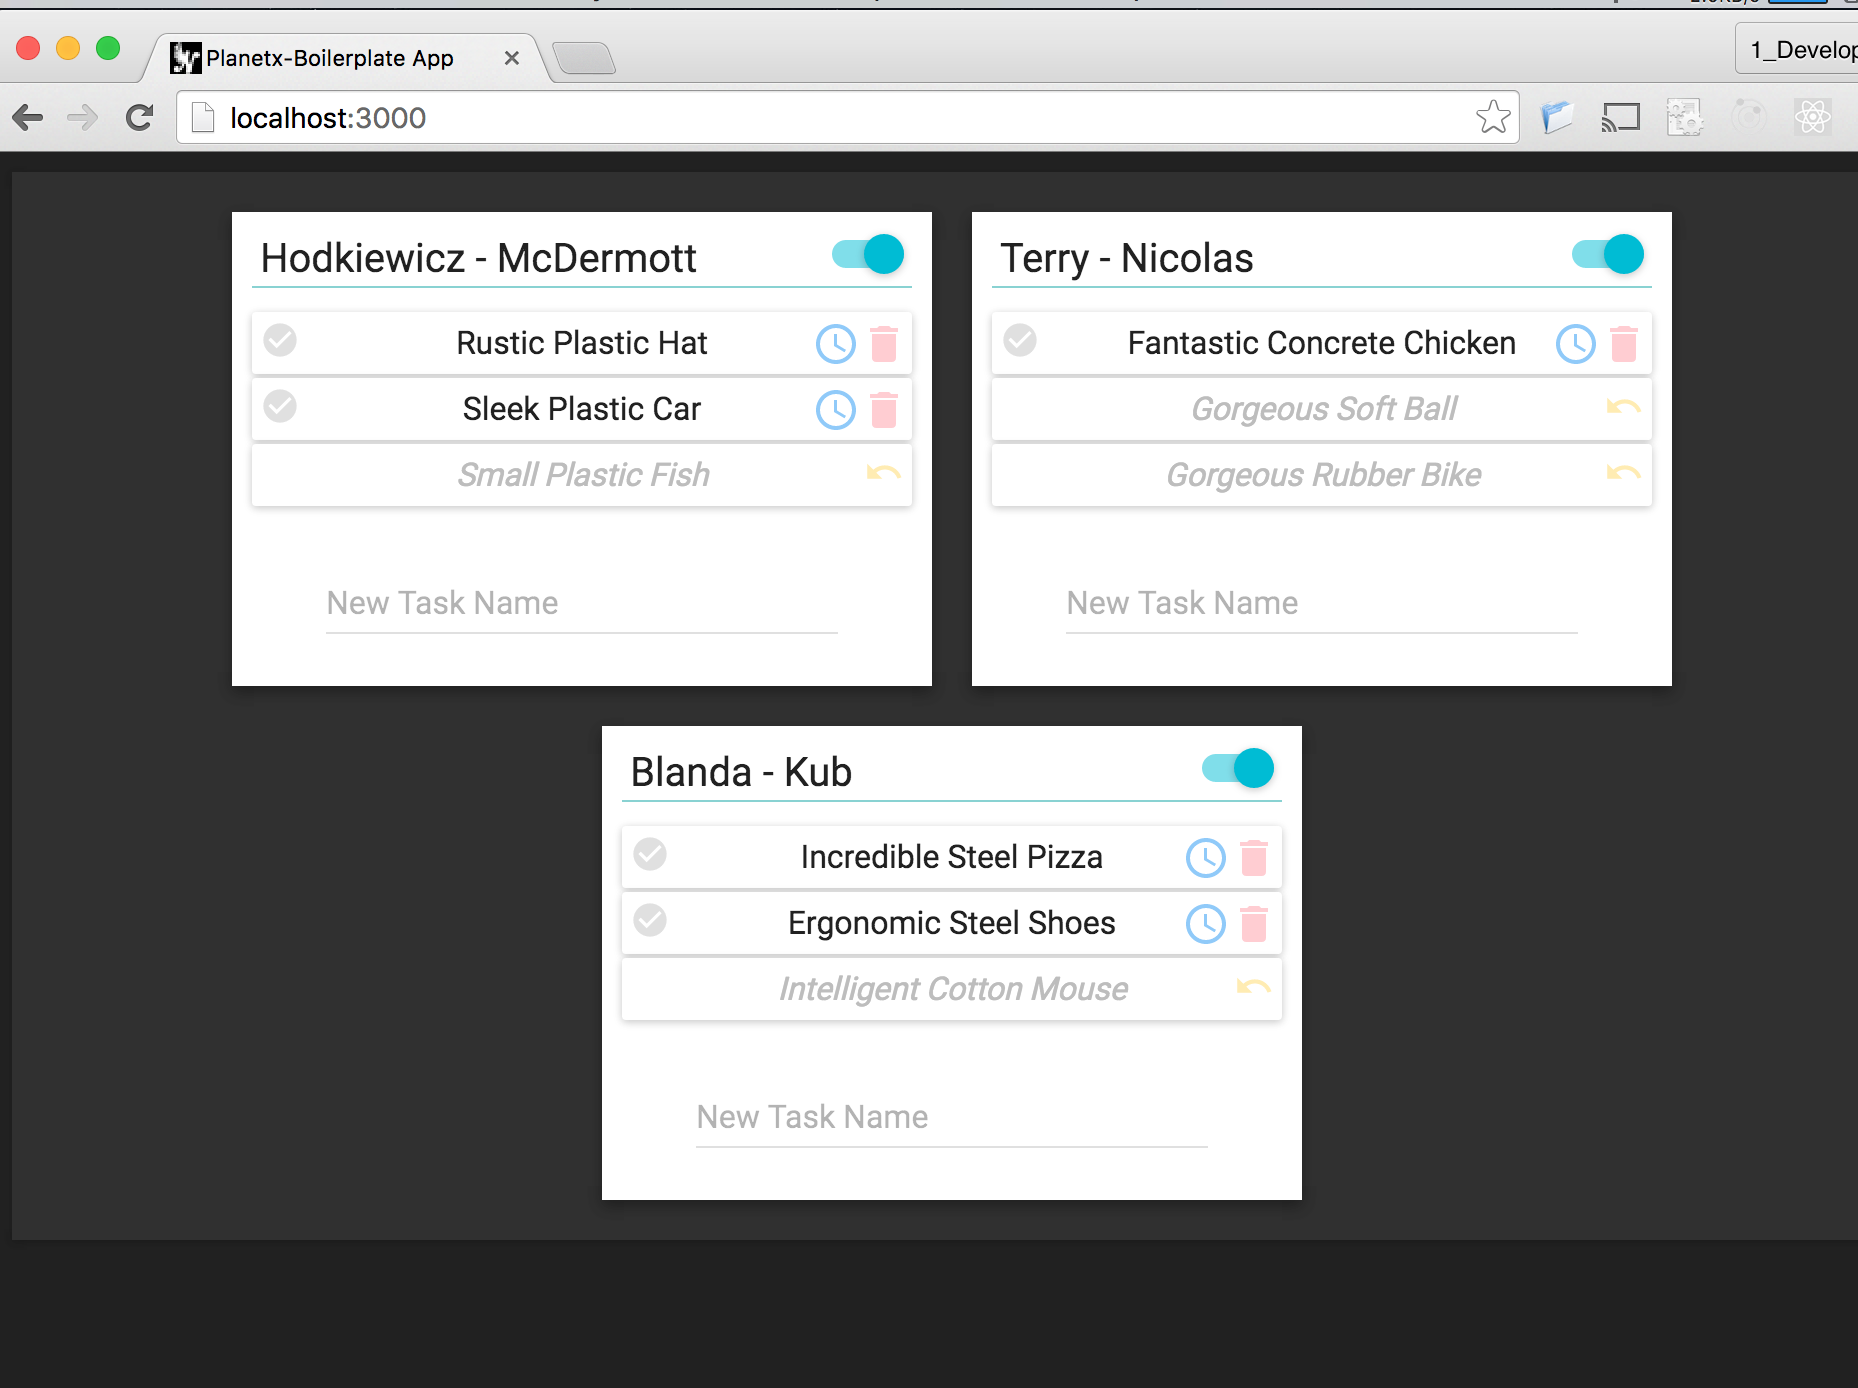 Planetx-Boilerplate App
1_Develop
localhost:3000
Hodkiewicz - McDermott
Rustic Plastic Hat
Sleek Plastic Car
Small Plastic Fish
New Task Name
Terry - Nicolas
Fantastic Concrete Chicken
Gorgeous Soft Ball
Gorgeous Rubber Bike
New Task Name
Blanda - Kub
Incredible Steel Pizza
Ergonomic Steel Shoes
Intelligent Cotton Mouse
New Task Name